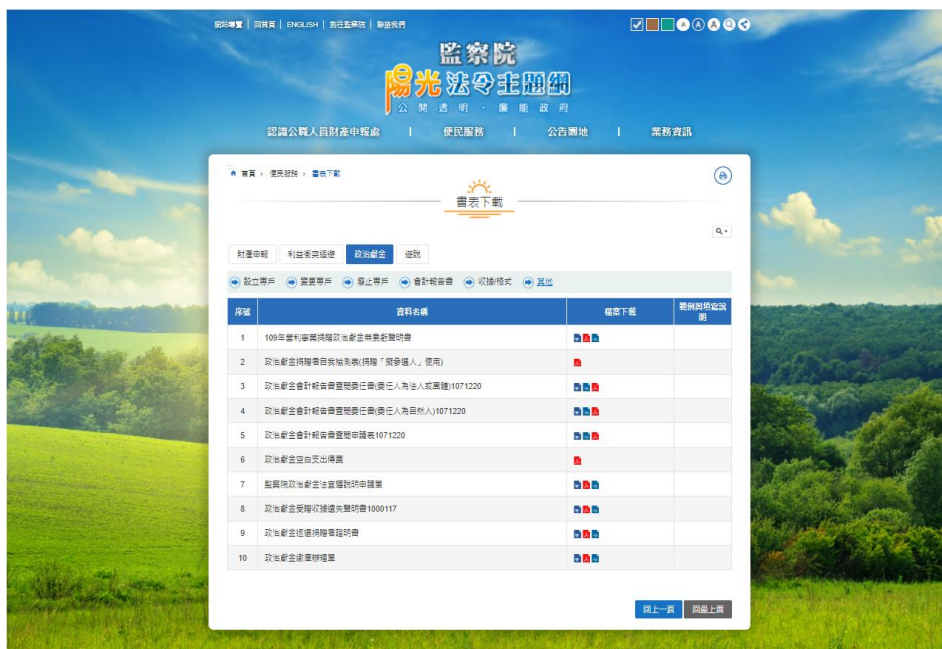 網站導覽 | 回首頁 | ENGLISH | 前往監察院 | 聯絡我們
A A A
監察院
陽光法令主題網
公開透明・廉能政府
認識公職人員財產申報處 | 便民服務 | 公告園地 | 業務資訊
首頁 › 便民服務 › 書表下載
書表下載
財產申報 利益衝突迴避 政治獻金 遊說
設立專戶 變更專戶 廢止專戶 會計報告書 收據/格式 其他
序號 資料名稱 檔案下載 範例與填寫說明
1 109年營利事業捐贈政治獻金無累虧聲明書
2 政治獻金捐贈者自我檢測表(捐贈「擬參選人」使用)
3 政治獻金會計報告書查閱委任書(委任人為法人或團體)1071220
4 政治獻金會計報告書查閱委任書(委任人為自然人)1071220
5 政治獻金會計報告書查閱申請表1071220
6 政治獻金空白支出傳票
7 監察院政治獻金法宣導說明申請單
8 政治獻金受贈收據遺失聲明書1000117
9 政治獻金返還捐贈者證明書
10 政治獻金繳庫辦理單
回上一頁 回最上面